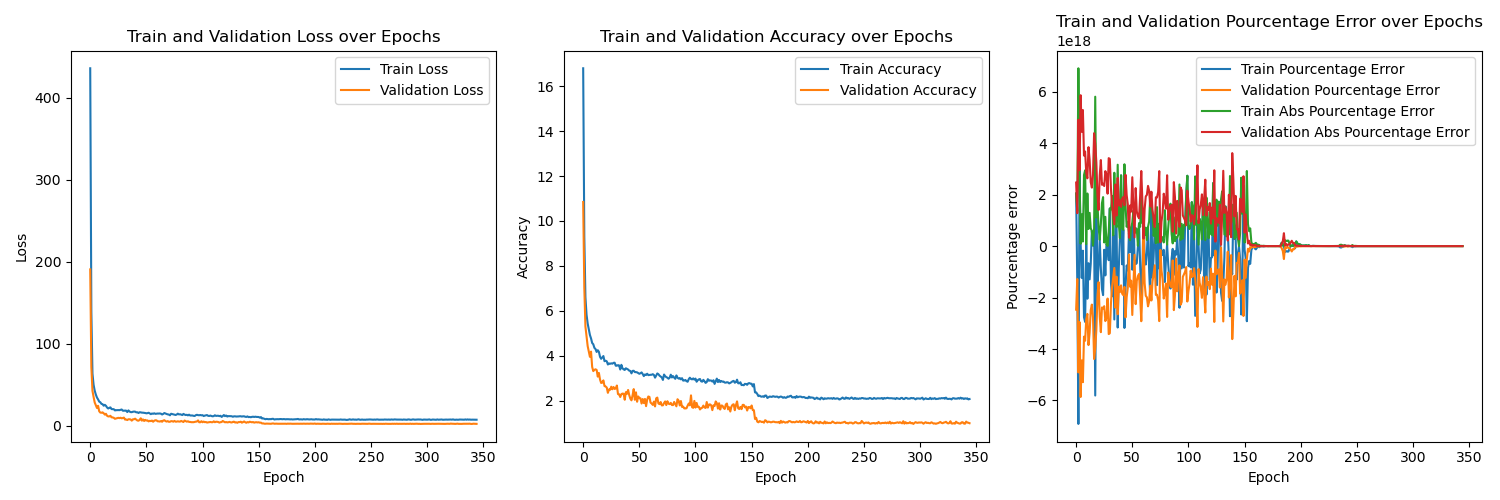 Train and Validation Loss over Epochs
Train Loss
Validation Loss
Loss
400
300
200
100
0
0 50 100 150 200 250 300 350
Epoch
Train and Validation Accuracy over Epochs
Train Accuracy
Validation Accuracy
Accuracy
16
14
12
10
8
6
4
2
0 50 100 150 200 250 300 350
Epoch
Train and Validation Pourcentage Error over Epochs
1e18
Train Pourcentage Error
Validation Pourcentage Error
Train Abs Pourcentage Error
Validation Abs Pourcentage Error
Pourcentage error
6
4
2
0
−2
−4
−6
0 50 100 150 200 250 300 350
Epoch